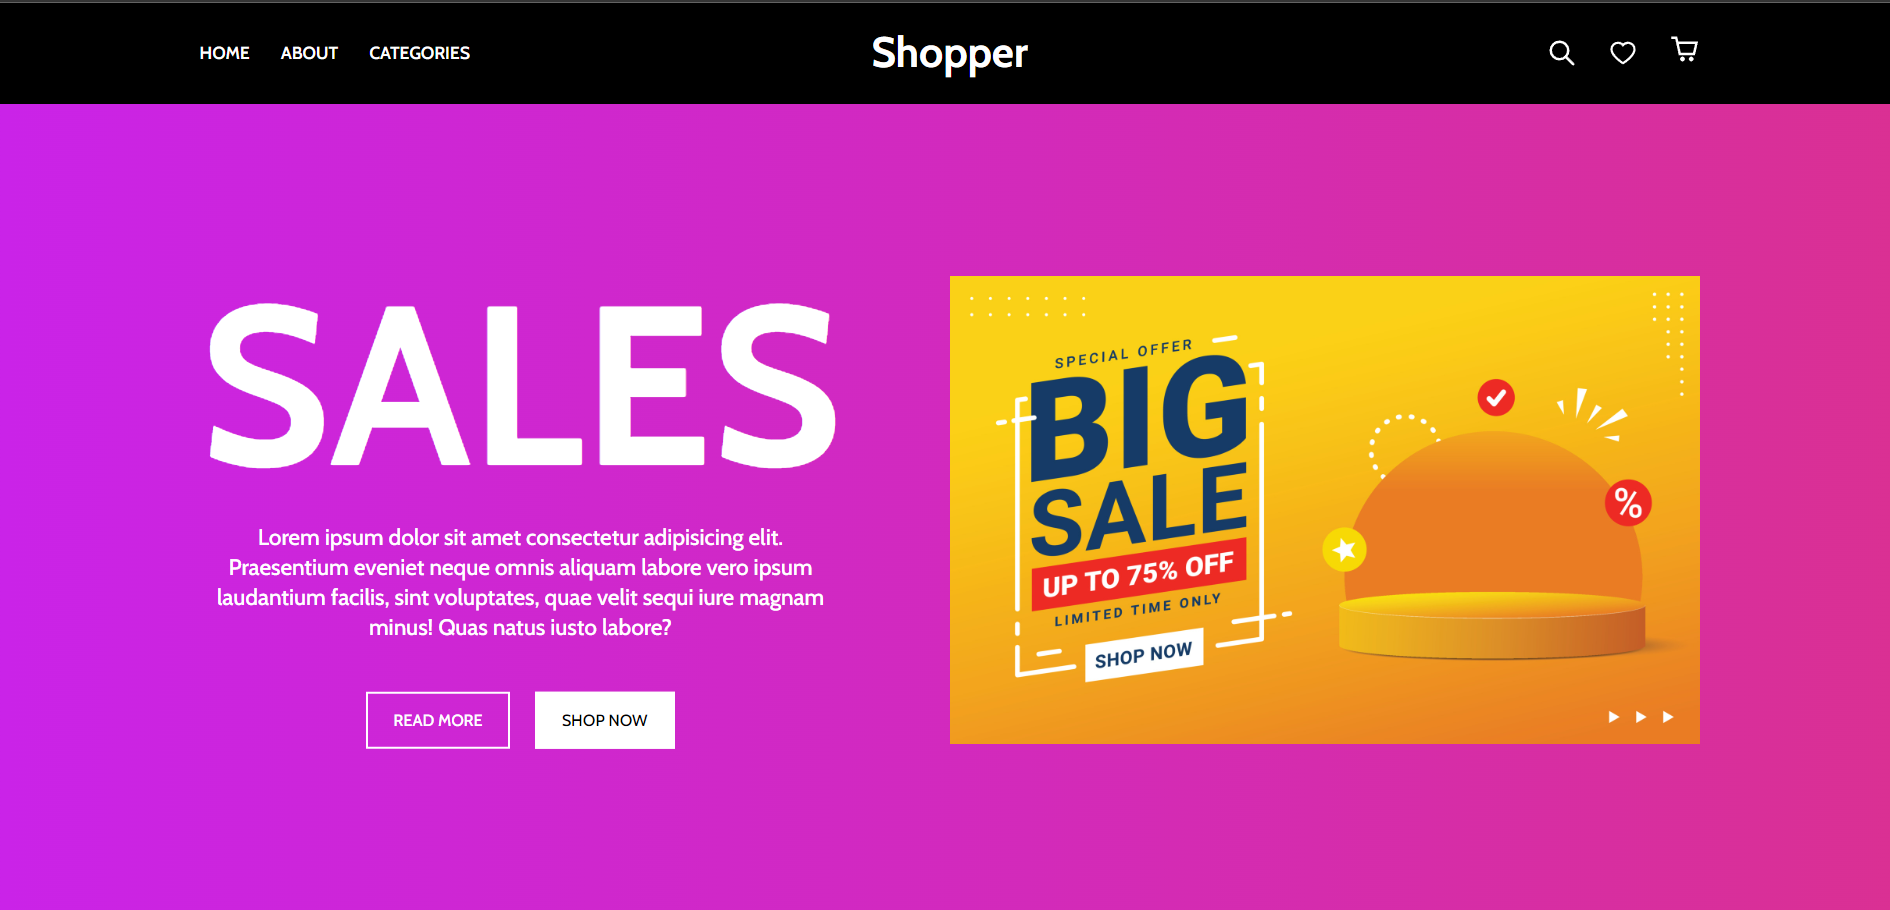 HOME ABOUT CATEGORIES Shopper
SALES
Lorem ipsum dolor sit amet consectetur adipisicing elit.
Praesentium eveniet neque omnis aliquam labore vero ipsum
laudantium facilis, sint voluptates, quae velit sequi iure magnam
minus! Quas natus iusto labore?
READ MORE SHOP NOW
SPECIAL OFFER
BIG
SALE
UP TO 75% OFF
LIMITED TIME ONLY
SHOP NOW
%